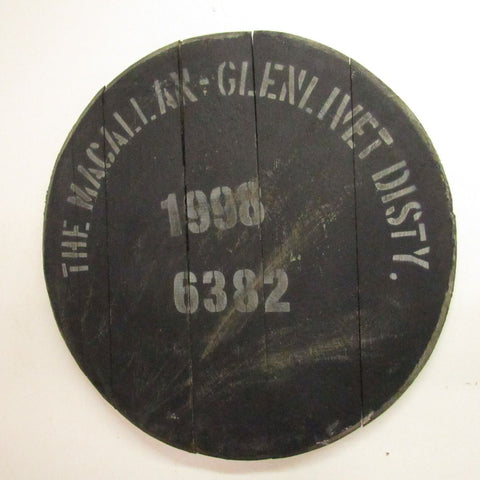 THE MACALLAN-GLENLIVET DISTY.
1998
6382